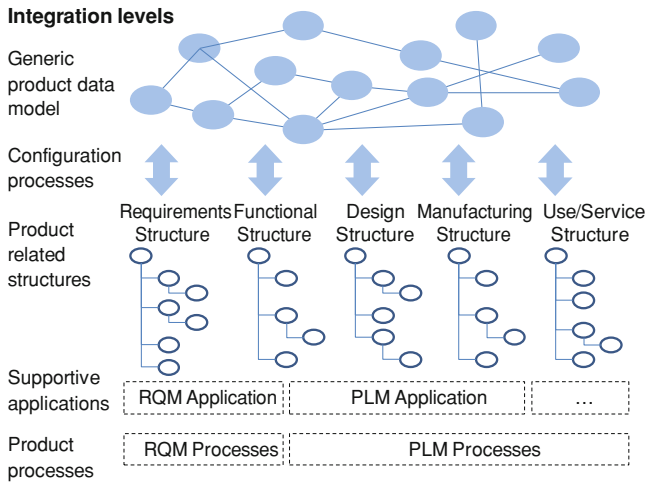 Integration levels
Generic
product data
model
Configuration
processes
Product
related
structures
Requirements Functional Design Manufacturing Use/Service
Structure Structure Structure Structure Structure
Supportive
applications
RQM Application PLM Application ...
Product
processes
RQM Processes PLM Processes